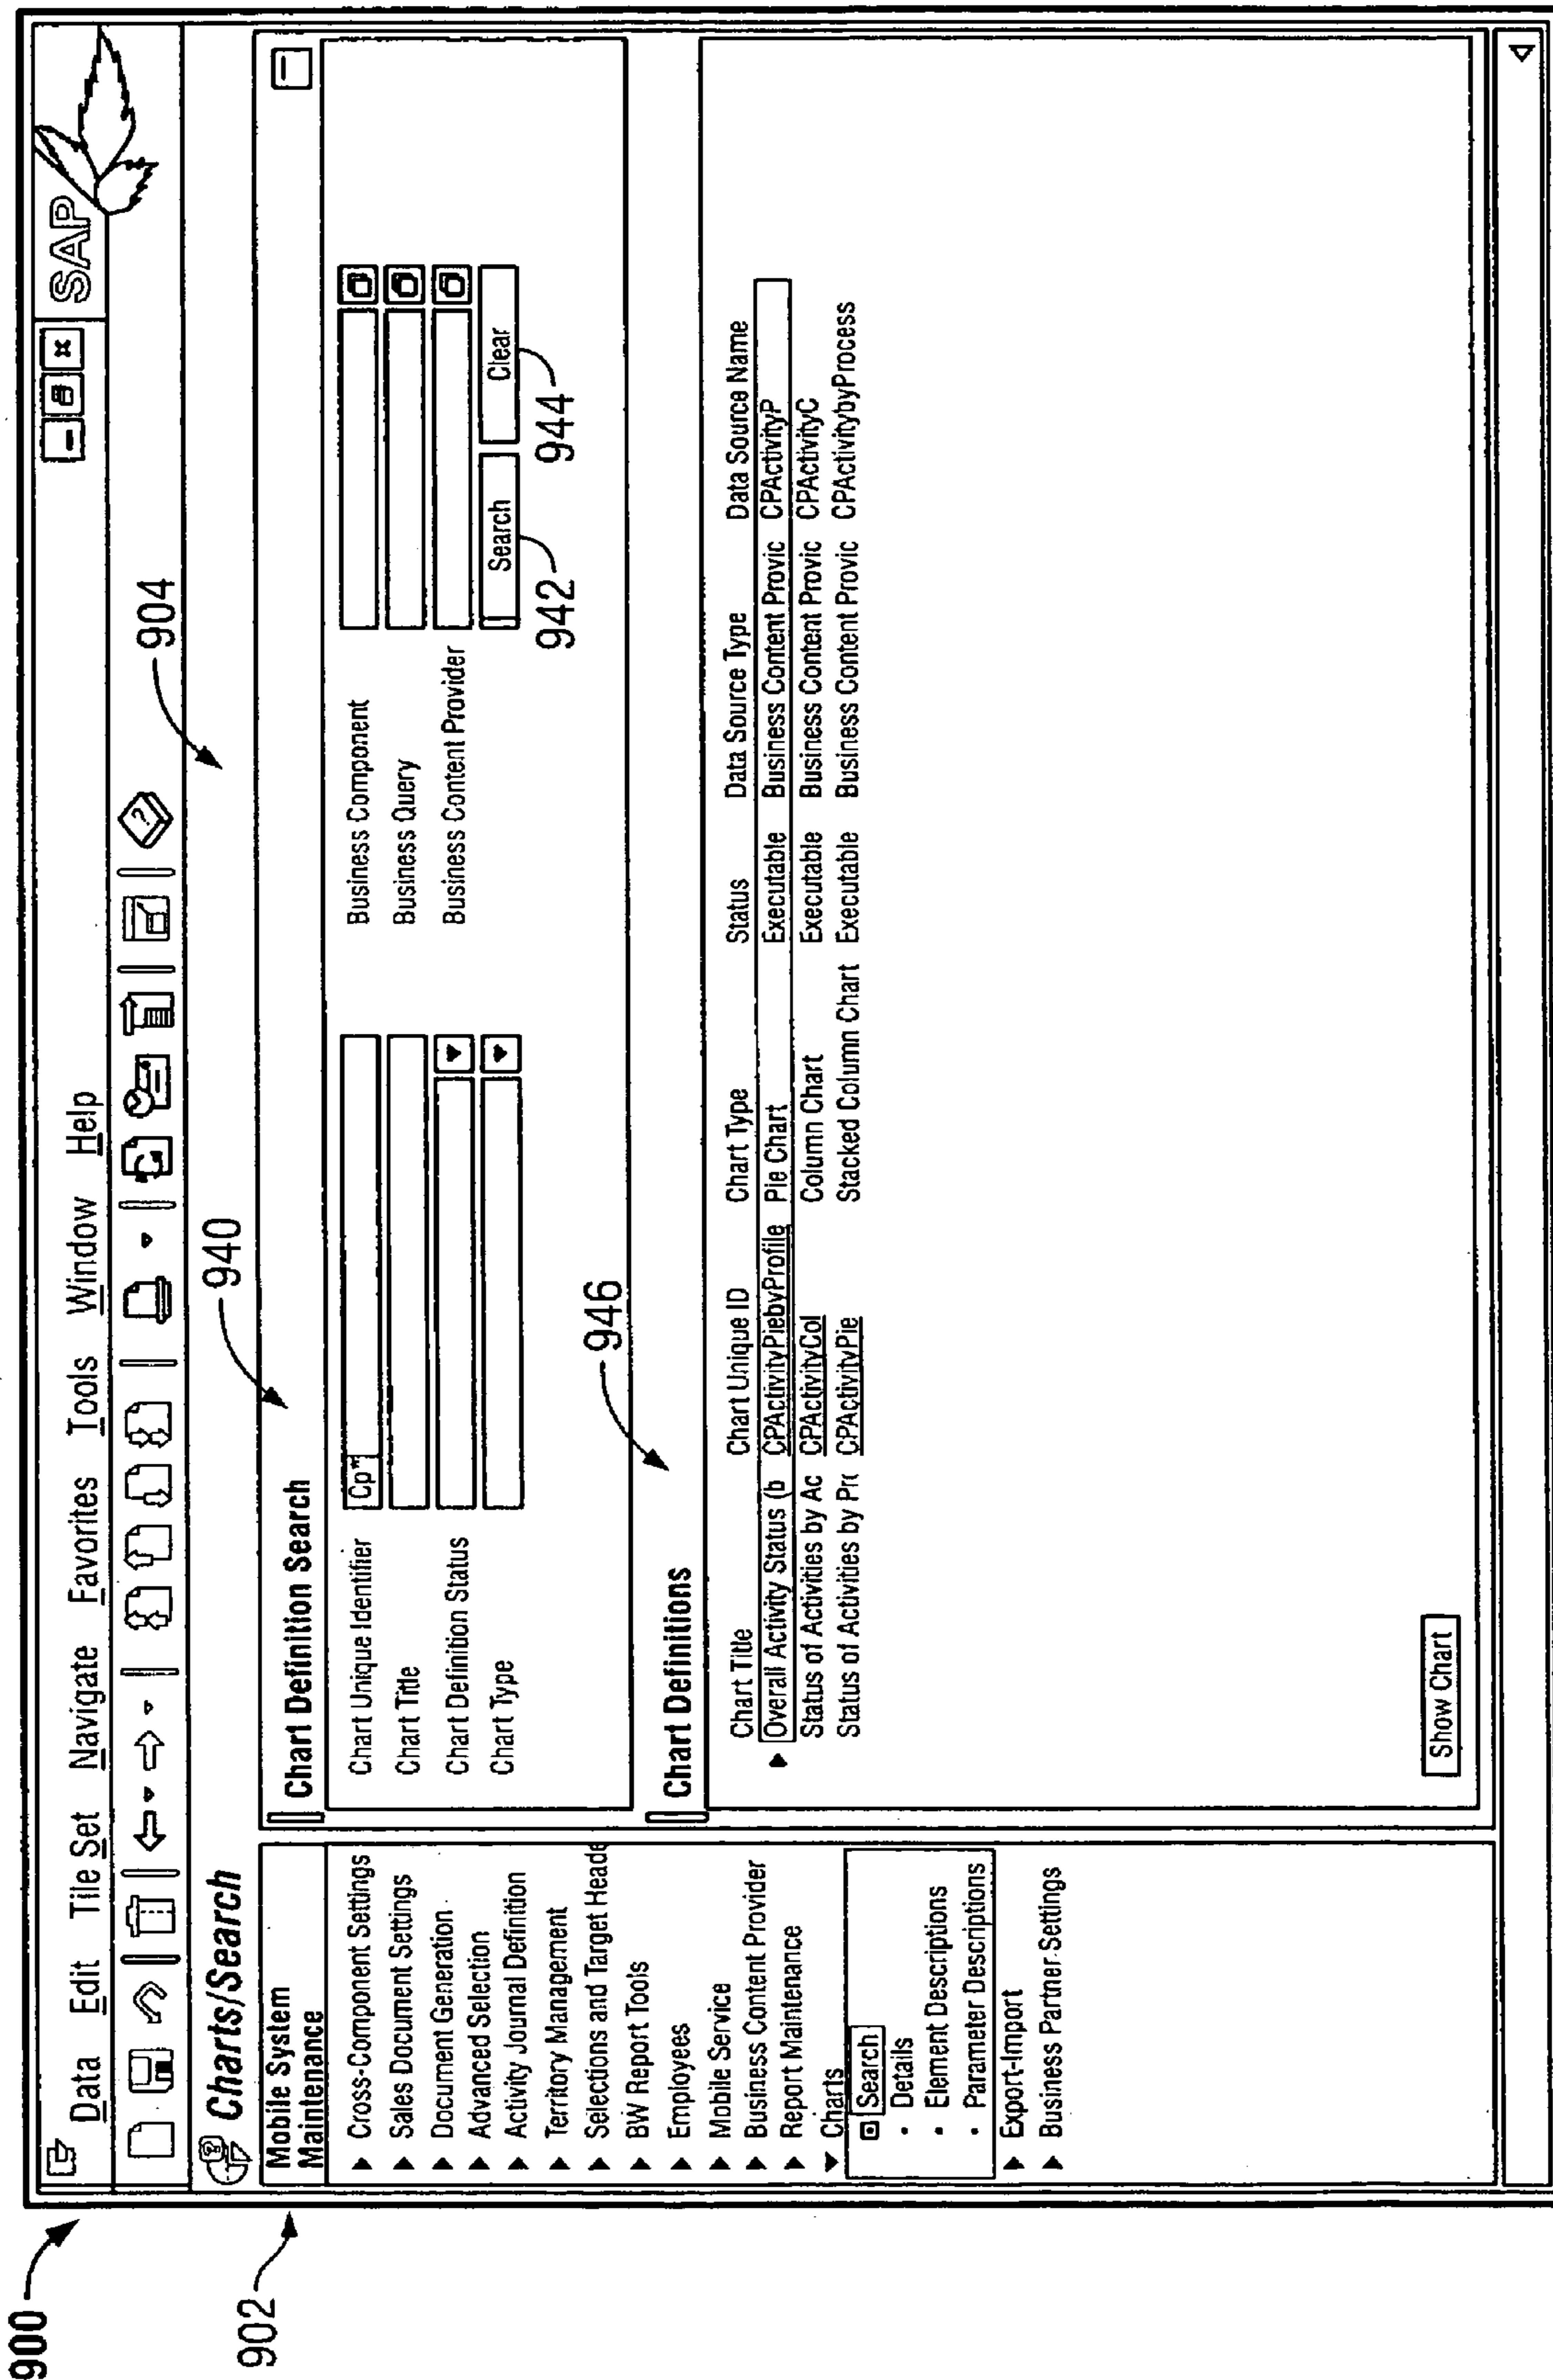 900
Data Edit Tile Set Navigate Favorites Tools Window Help
SAP
Charts/Search
904
902
Mobile System
Maintenance
Cross-Component Settings
Sales Document Settings
Document Generation
Advanced Selection
Activity Journal Definition
Territory Management
Selections and Target Heade
BW Report Tools
Employees
Mobile Service
Business Content Provider
Report Maintenance
Charts
Search
Details
Element Descriptions
Parameter Descriptions
Export-Import
Business Partner Settings
940
Chart Definition Search
Chart Unique Identifier Cp* Business Component
Chart Title Business Query
Chart Definition Status Business Content Provider
Chart Type Search Clear
942 944
946
Chart Definitions
Chart Title Chart Unique ID Chart Type Status Data Source Type Data Source Name
Overall Activity Status (b CPActivityPiebyProfile Pie Chart Executable Business Content Provic CPActivityP
Status of Activities by Ac CPActivityCol Column Chart Executable Business Content Provic CPActivityC
Status of Activities by Pr( CPActivityPie Stacked Column Chart Executable Business Content Provic CPActivitybyProcess
Show Chart